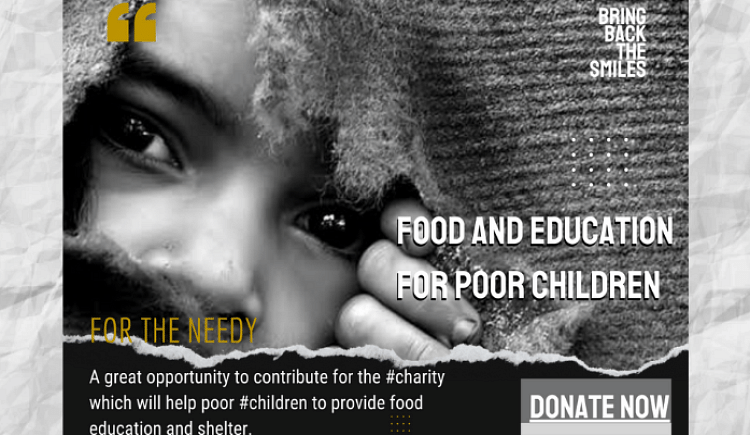 BRING
BACK
THE
SMILES
FOOD AND EDUCATION
FOR POOR CHILDREN
FOR THE NEEDY
A great opportunity to contribute for the #charity
which will help poor #children to provide food
education and shelter.
DONATE NOW